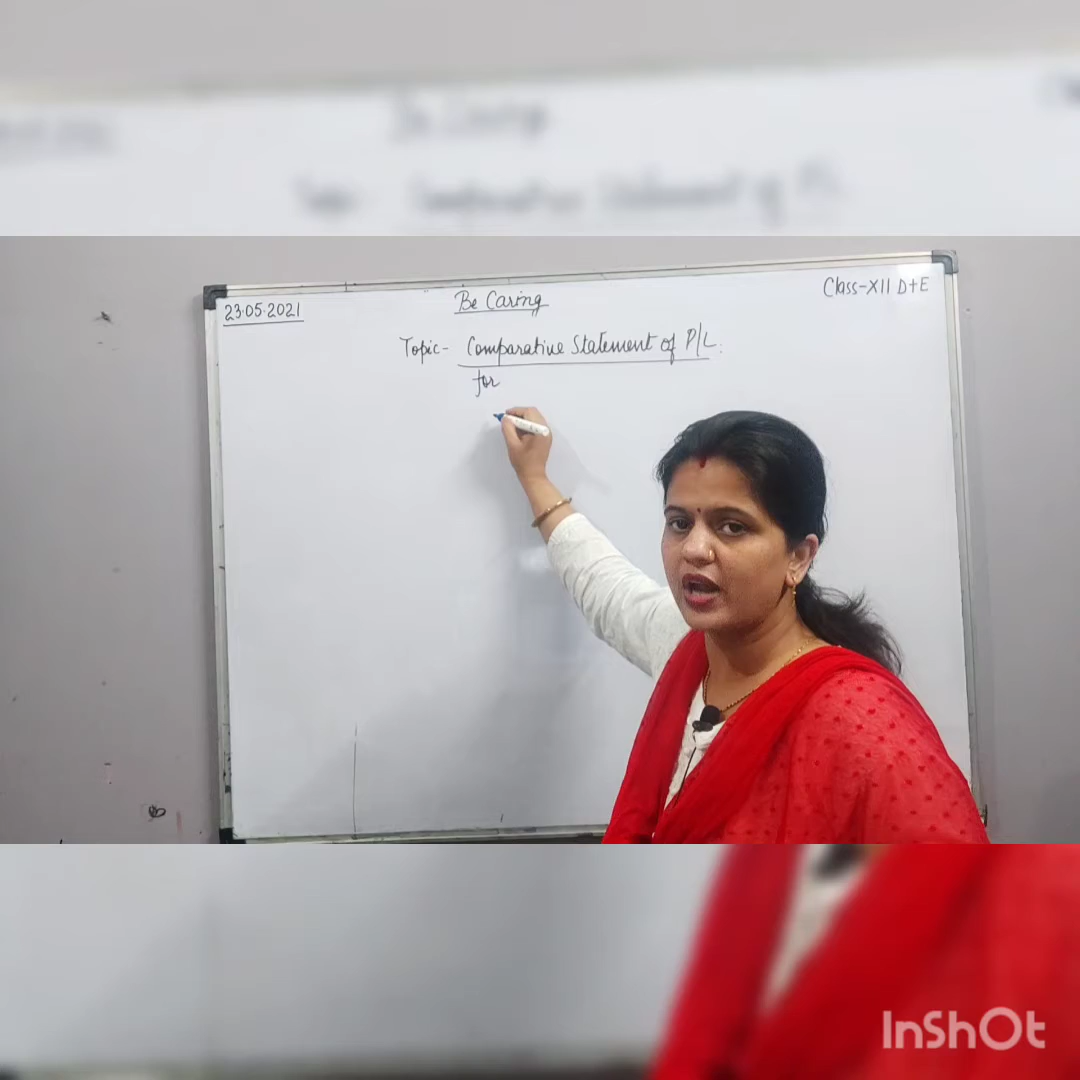 23.05.2021
Be Caring
Class-XII D+E
Topic- Comparative Statement of P/L.
for
InShOt